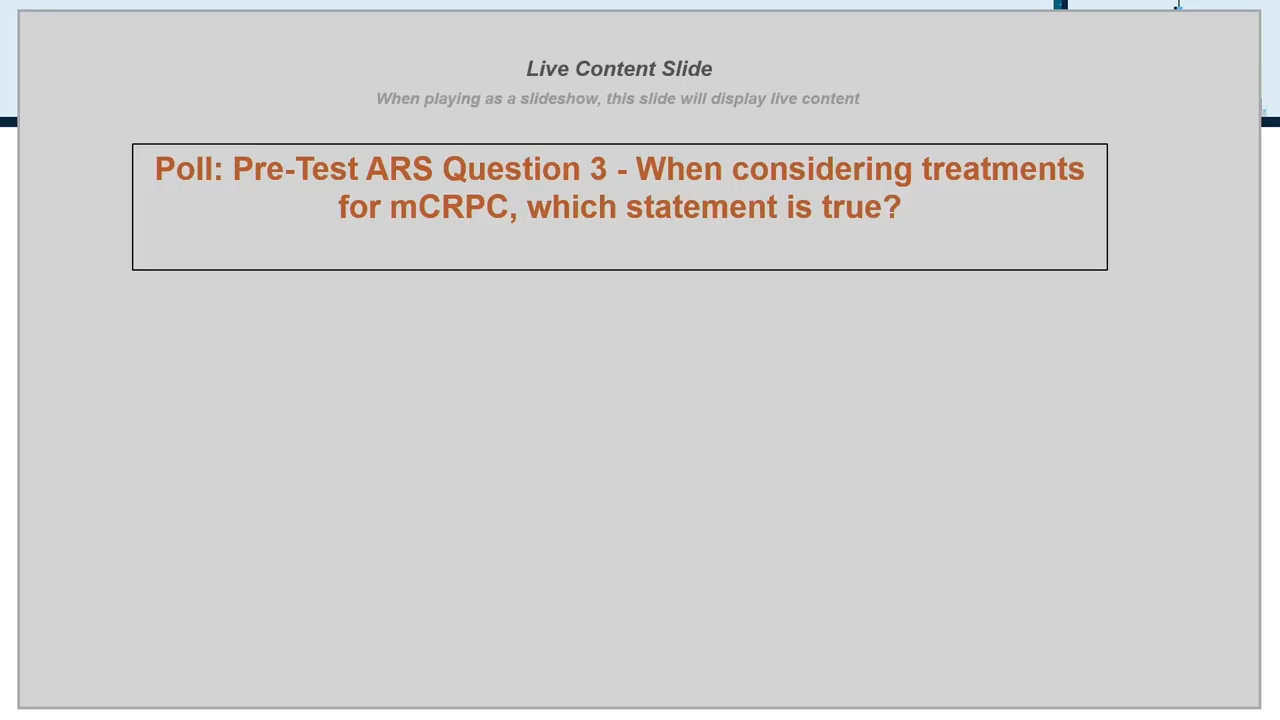 Live Content Slide
When playing as a slideshow, this slide will display live content
Poll: Pre-Test ARS Question 3 - When considering treatments
for mCRPC, which statement is true?